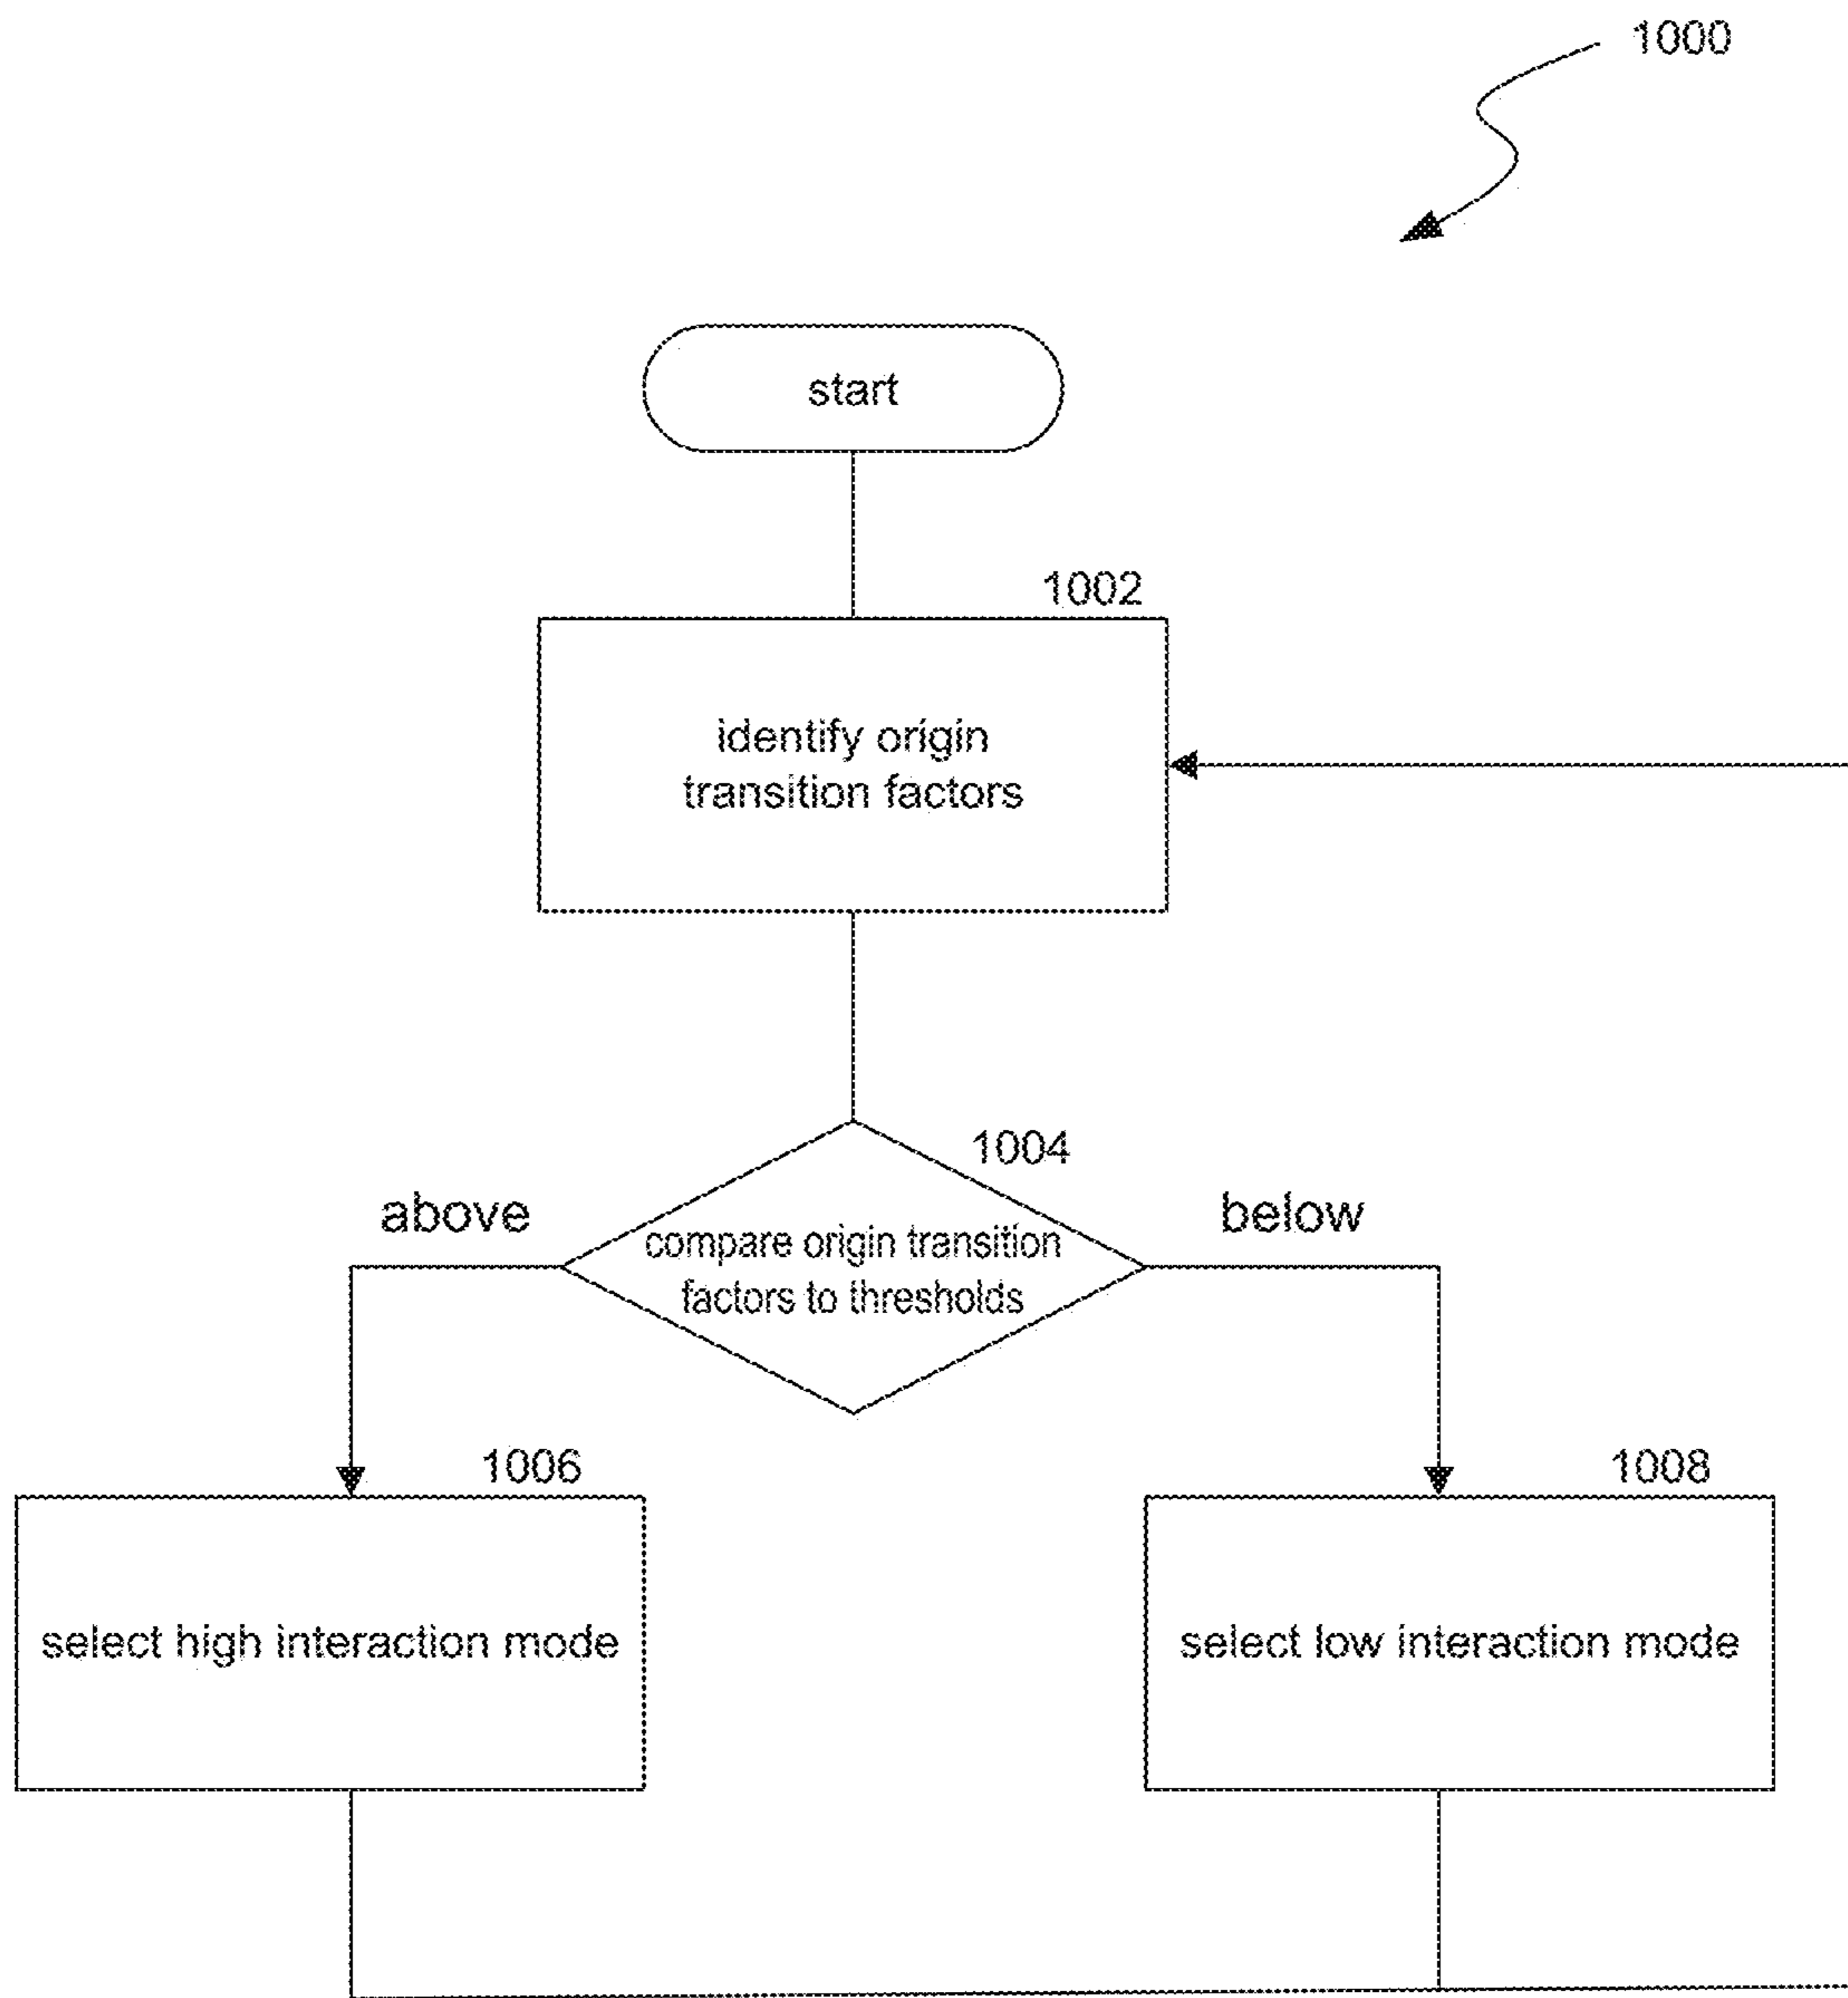 1000
start
1002
identify origin
transition factors
1004
above
below
compare origin transition
factors to thresholds
1006
1008
select high interaction mode
select low interaction mode